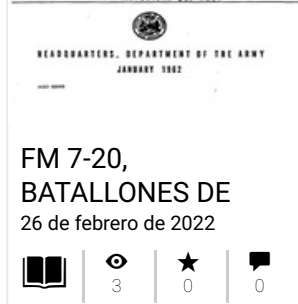 HEADQUARTERS, DEPARTMENT OF THE ARMY
JANUARY 1962
FM 7-20,
BATALLONES DE
26 de febrero de 2022
3
0
0